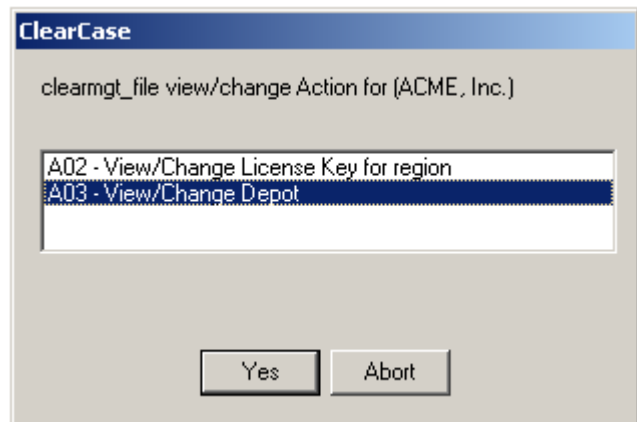 ClearCase
clearmgt_file view/change Action for (ACME, Inc.)
A02 - View/Change License Key for region
A03 - View/Change Depot
Yes Abort